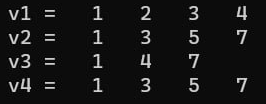 v1 = 1 2 3 4
v2 = 1 3 5 7
v3 = 1 4 7
v4 = 1 3 5 7